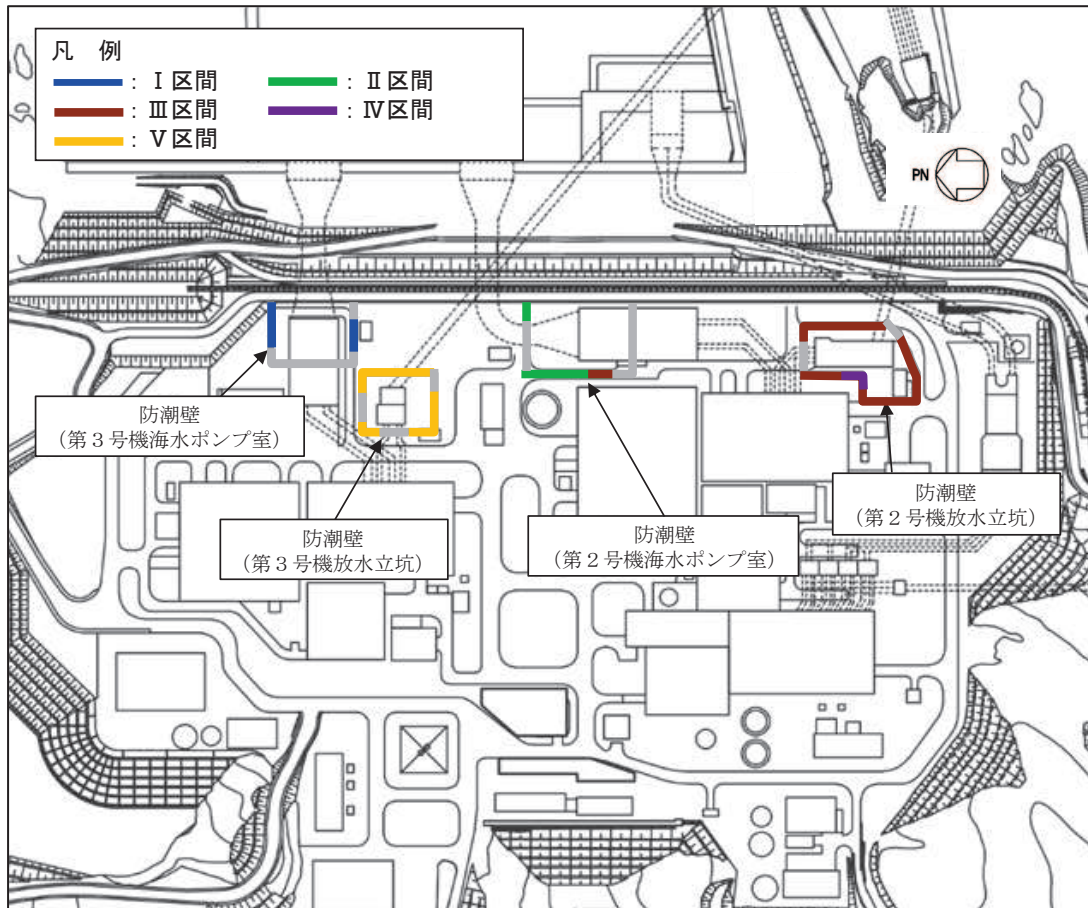 凡　例
：Ⅰ区間
：Ⅱ区間
：Ⅲ区間
：Ⅳ区間
：Ⅴ区間
PN
防潮壁
（第３号機海水ポンプ室）
防潮壁
（第３号機放水立坑）
防潮壁
（第２号機海水ポンプ室）
防潮壁
（第２号機放水立坑）